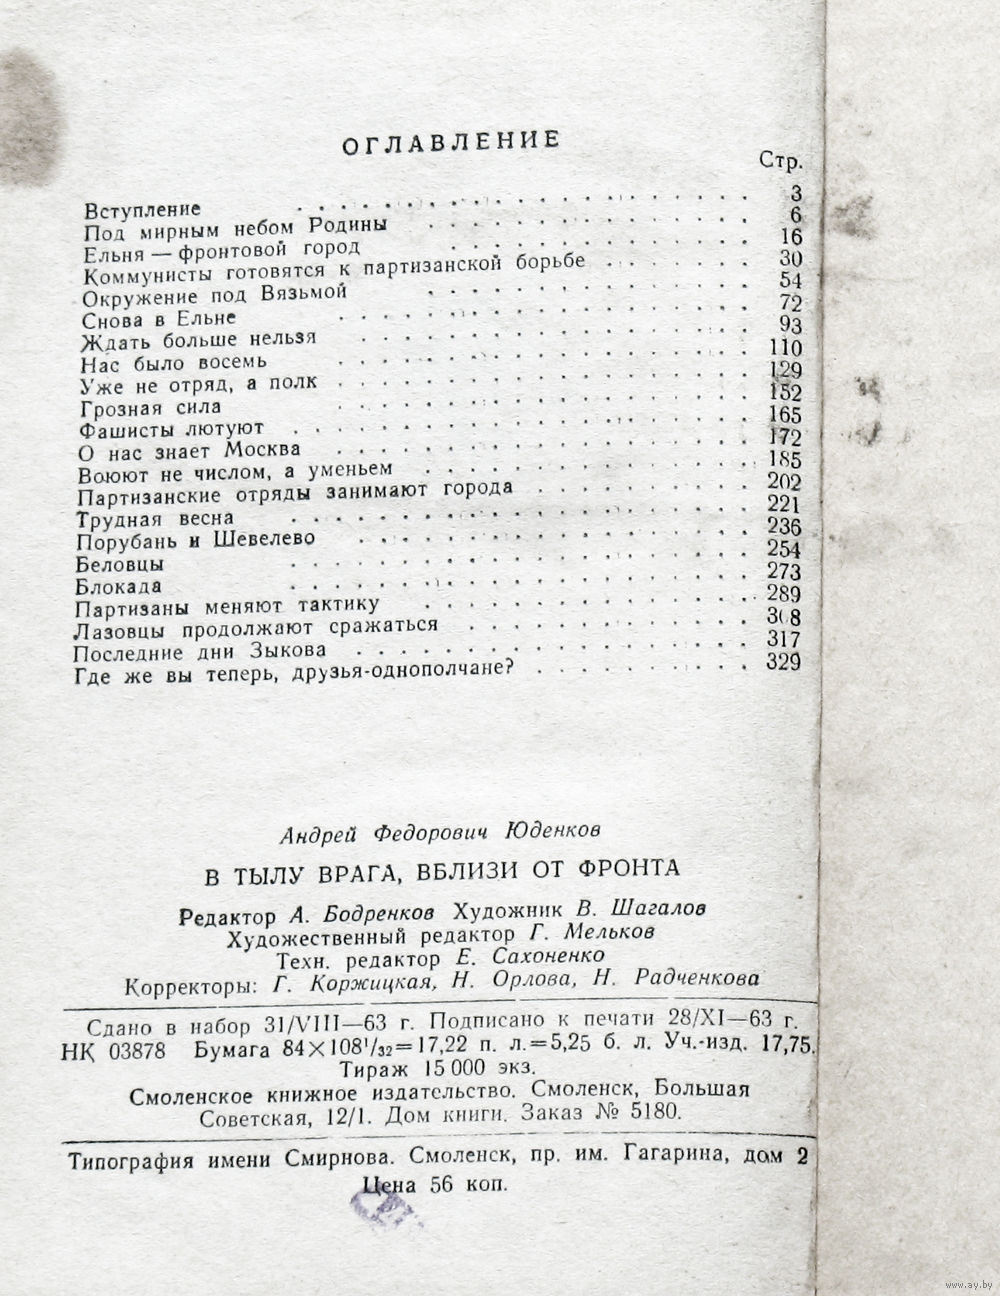 ОГЛАВЛЕНИЕ
Стр.
Вступление . . . . . . . . . . . . . . . . . 3
Под мирным небом Родины . . . . . . . . . . . 6
Ельня — фронтовой город . . . . . . . . . . . 16
Коммунисты готовятся к партизанской борьбе . . . . . . 30
Окружение под Вязьмой . . . . . . . . . . . 54
Снова в Ельне . . . . . . . . . . . . . . 72
Ждать больше нельзя . . . . . . . . . . . . 93
Нас было восемь . . . . . . . . . . . . . 110
Уже не отряд, а полк . . . . . . . . . . . . 129
Грозная сила . . . . . . . . . . . . . . 152
Фашисты лютуют . . . . . . . . . . . . . . 165
О нас знает Москва . . . . . . . . . . . . 172
Воюют не числом, а уменьем . . . . . . . . . . 185
Партизанские отряды занимают города . . . . . . . . 202
Трудная весна . . . . . . . . . . . . . . 221
Порубань и Шевелево . . . . . . . . . . . . 236
Беловцы . . . . . . . . . . . . . . . . 254
Блокада . . . . . . . . . . . . . . . . 273
Партизаны меняют тактику . . . . . . . . . . . 289
Лазовцы продолжают сражаться . . . . . . . . . 308
Последние дни Зыкова . . . . . . . . . . . . 317
Где же вы теперь, друзья-однополчане? . . . . . . . 329
Андрей Федорович Юденков
В ТЫЛУ ВРАГА, ВБЛИЗИ ОТ ФРОНТА
Редактор А. Бодренков Художник В. Шагалов
Художественный редактор Г. Мельков
Техн. редактор Е. Сахоненко
Корректоры: Г. Коржицкая, Н. Орлова, Н. Радченкова
Сдано в набор 31/VIII—63 г. Подписано к печати 28/XI—63 г.
НК 03878 Бумага 84×108¹/₃₂=17,22 п. л.=5,25 б. л. Уч.-изд. 17,75.
Тираж 15 000 экз.
Смоленское книжное издательство. Смоленск, Большая
Советская, 12/1. Дом книги. Заказ № 5180.
Типография имени Смирнова. Смоленск, пр. им. Гагарина, дом 2
Цена 56 коп.
www.ay.by